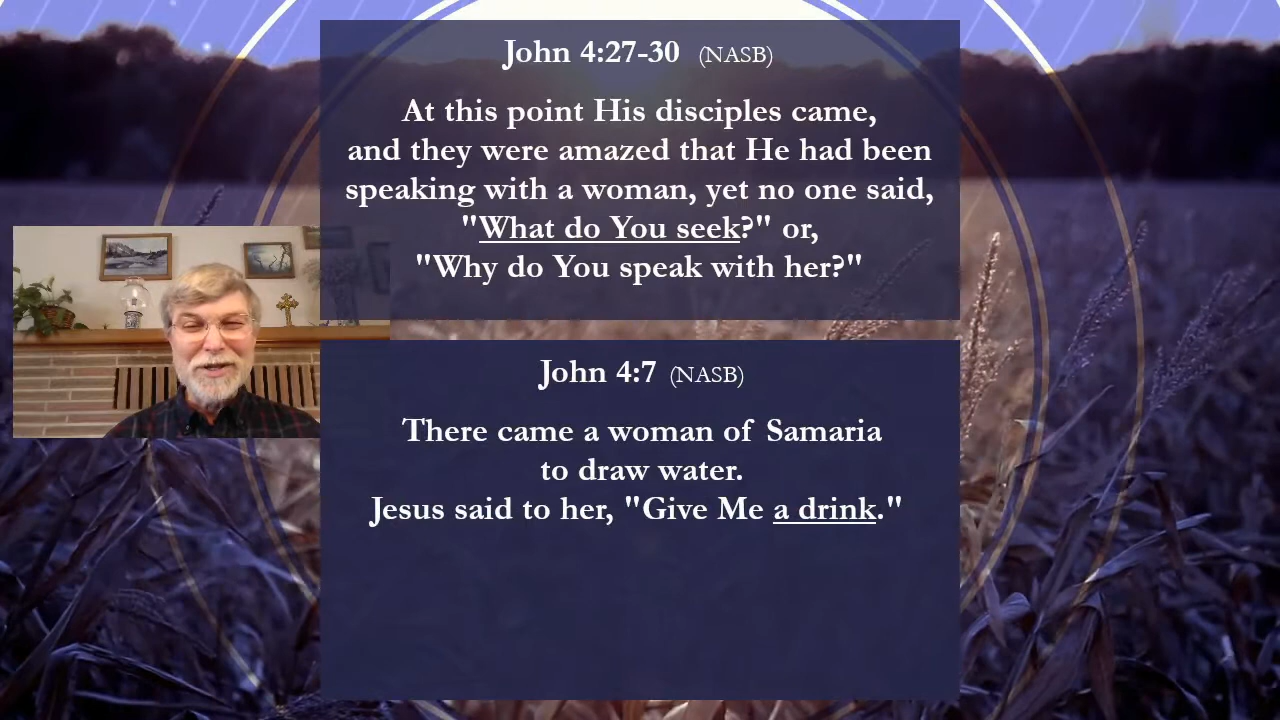 John 4:27-30 (NASB)
At this point His disciples came,
and they were amazed that He had been
speaking with a woman, yet no one said,
"What do You seek?" or,
"Why do You speak with her?"
John 4:7 (NASB)
There came a woman of Samaria
to draw water.
Jesus said to her, "Give Me a drink."